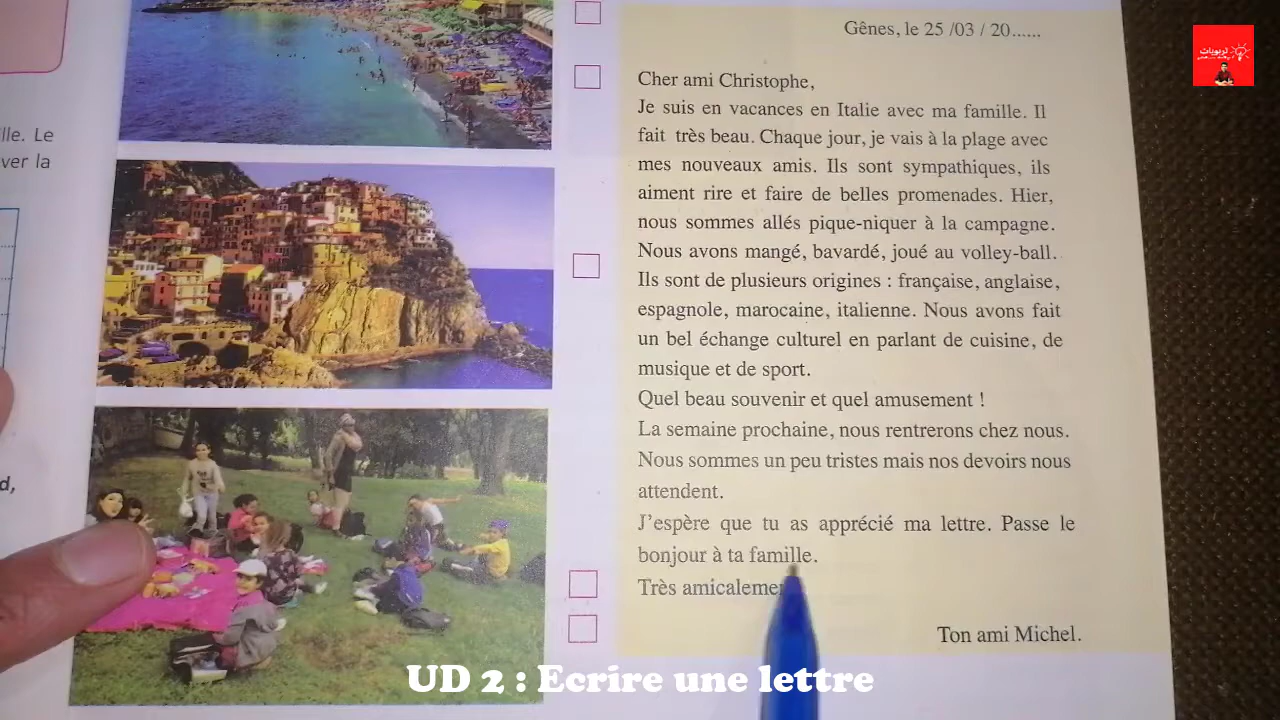 lle. Le
ver la
d,
Gênes, le 25 /03 / 20......
Cher ami Christophe,
Je suis en vacances en Italie avec ma famille. Il
fait très beau. Chaque jour, je vais à la plage avec
mes nouveaux amis. Ils sont sympathiques, ils
aiment rire et faire de belles promenades. Hier,
nous sommes allés pique-niquer à la campagne.
Nous avons mangé, bavardé, joué au volley-ball.
Ils sont de plusieurs origines : française, anglaise,
espagnole, marocaine, italienne. Nous avons fait
un bel échange culturel en parlant de cuisine, de
musique et de sport.
Quel beau souvenir et quel amusement !
La semaine prochaine, nous rentrerons chez nous.
Nous sommes un peu tristes mais nos devoirs nous
attendent.
J'espère que tu as apprécié ma lettre. Passe le
bonjour à ta famille.
Très amicaleme
Ton ami Michel.
UD 2 : Ecrire une lettre
تربويات